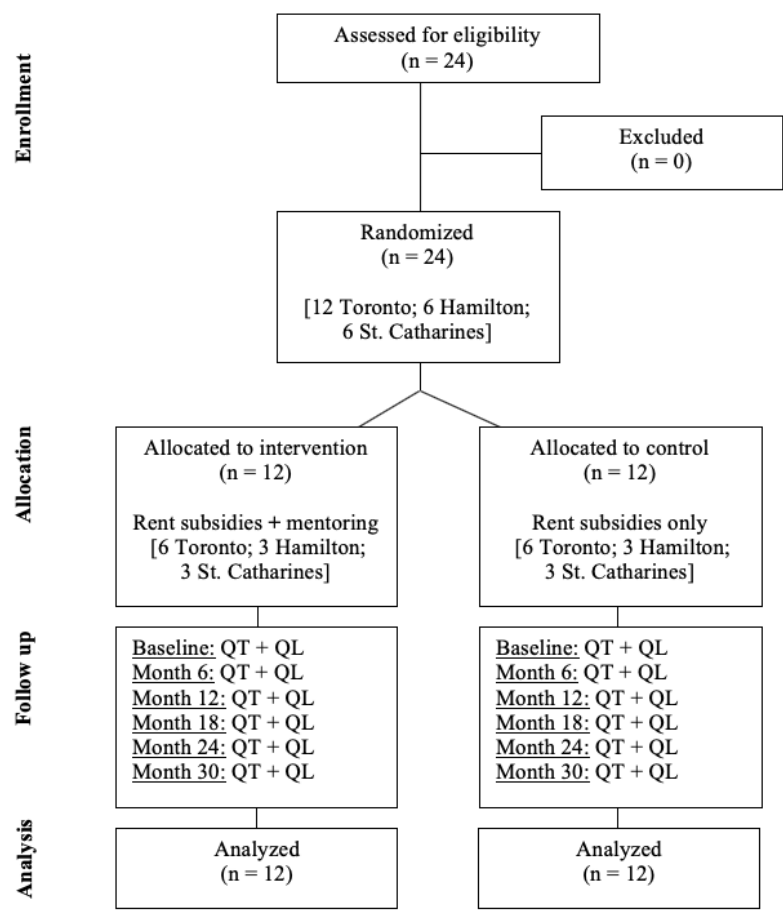 Enrollment
Assessed for eligibility
(n = 24)
Excluded
(n = 0)
Randomized
(n = 24)
[12 Toronto; 6 Hamilton;
6 St. Catharines]
Allocation
Allocated to intervention
(n = 12)
Rent subsidies + mentoring
[6 Toronto; 3 Hamilton;
3 St. Catharines]
Allocated to control
(n = 12)
Rent subsidies only
[6 Toronto; 3 Hamilton;
3 St. Catharines]
Follow up
Baseline: QT + QL
Month 6: QT + QL
Month 12: QT + QL
Month 18: QT + QL
Month 24: QT + QL
Month 30: QT + QL
Baseline: QT + QL
Month 6: QT + QL
Month 12: QT + QL
Month 18: QT + QL
Month 24: QT + QL
Month 30: QT + QL
Analysis
Analyzed
(n = 12)
Analyzed
(n = 12)